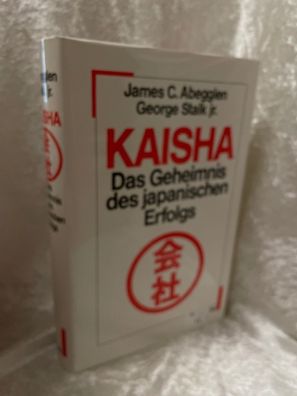 James C. Abegglen
George Stalk jr.
KAISHA
Das Geheimnis
des japanischen
Erfolgs
会
社